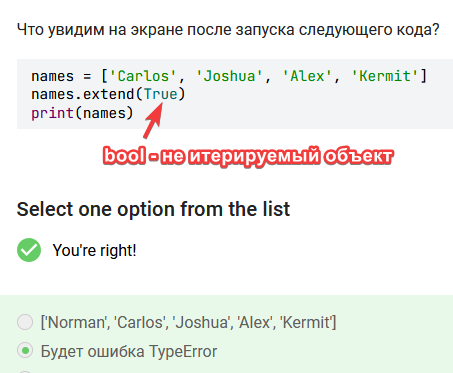 Что увидим на экране после запуска следующего кода?
names = ['Carlos', 'Joshua', 'Alex', 'Kermit']
names.extend(True)
print(names)
bool - не итерируемый объект
Select one option from the list
You're right!
['Norman', 'Carlos', 'Joshua', 'Alex', 'Kermit']
Будет ошибка TypeError